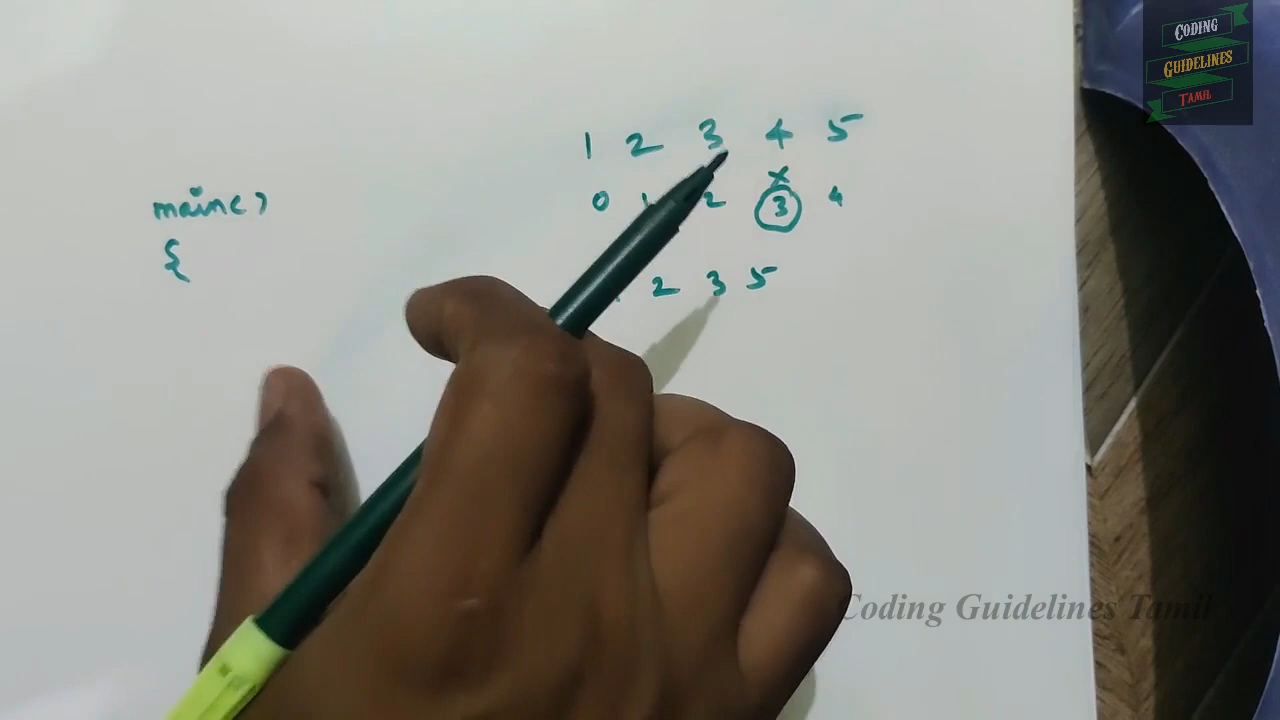 CODING
GUIDELINES
TAMIL
1 2 3 4 5
x
0 1 2 3 4
main()
{
2 3 5
Coding Guidelines Tamil